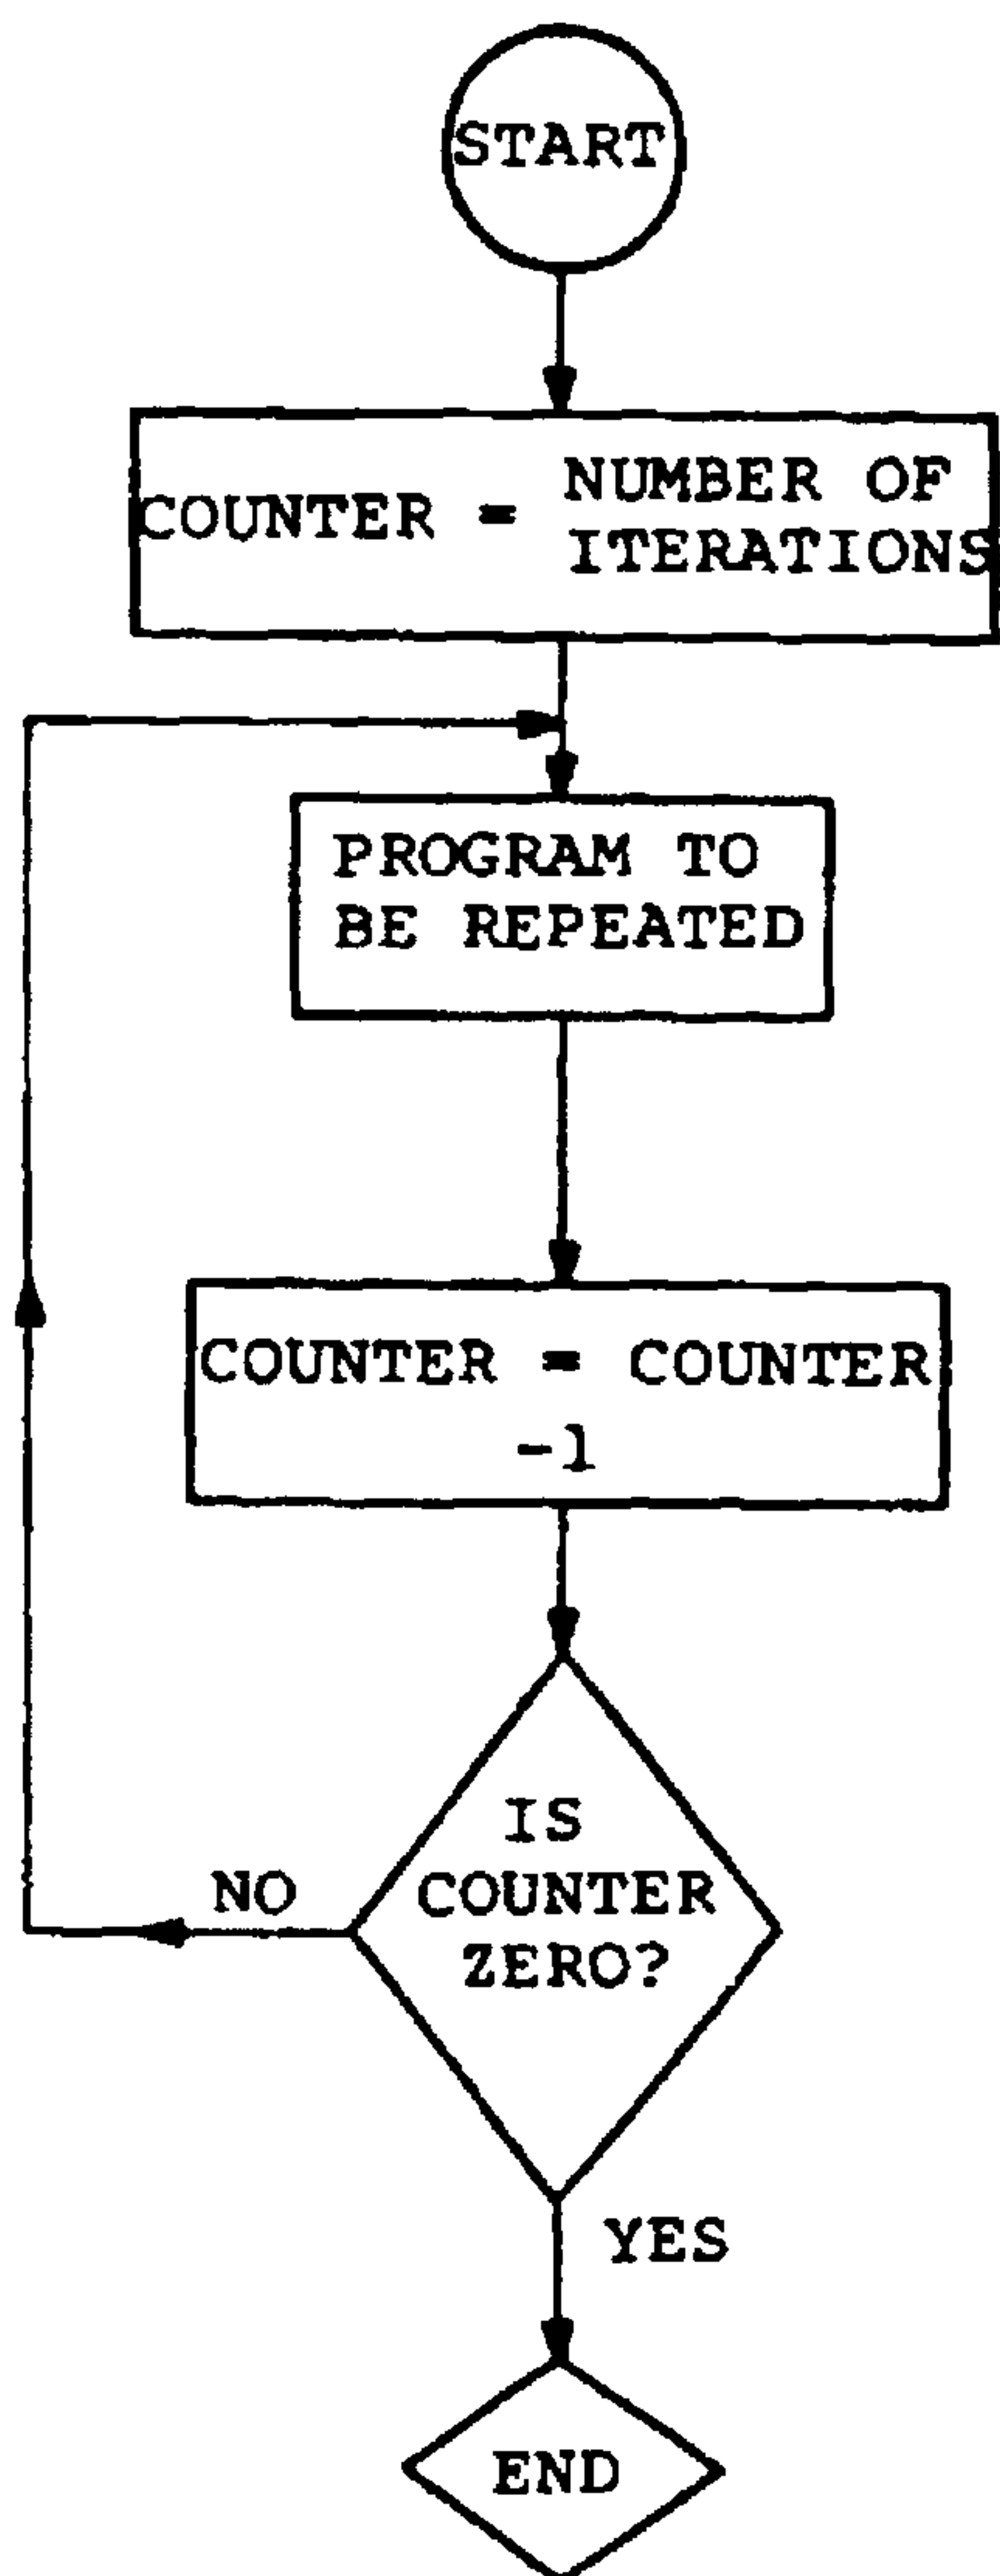 START
COUNTER = NUMBER OF
ITERATIONS
PROGRAM TO
BE REPEATED
COUNTER = COUNTER
-1
IS
COUNTER
ZERO?
NO
YES
END